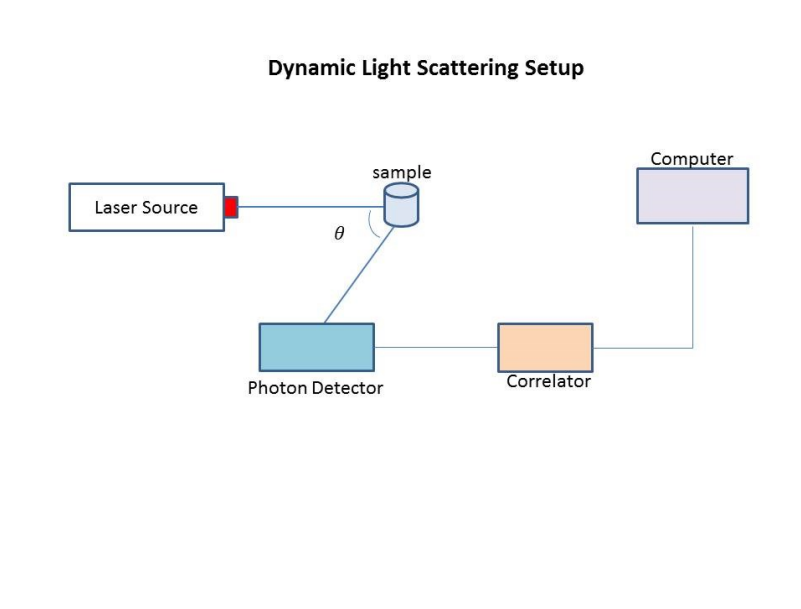 Dynamic Light Scattering Setup
sample
Computer
Laser Source
θ
Photon Detector
Correlator